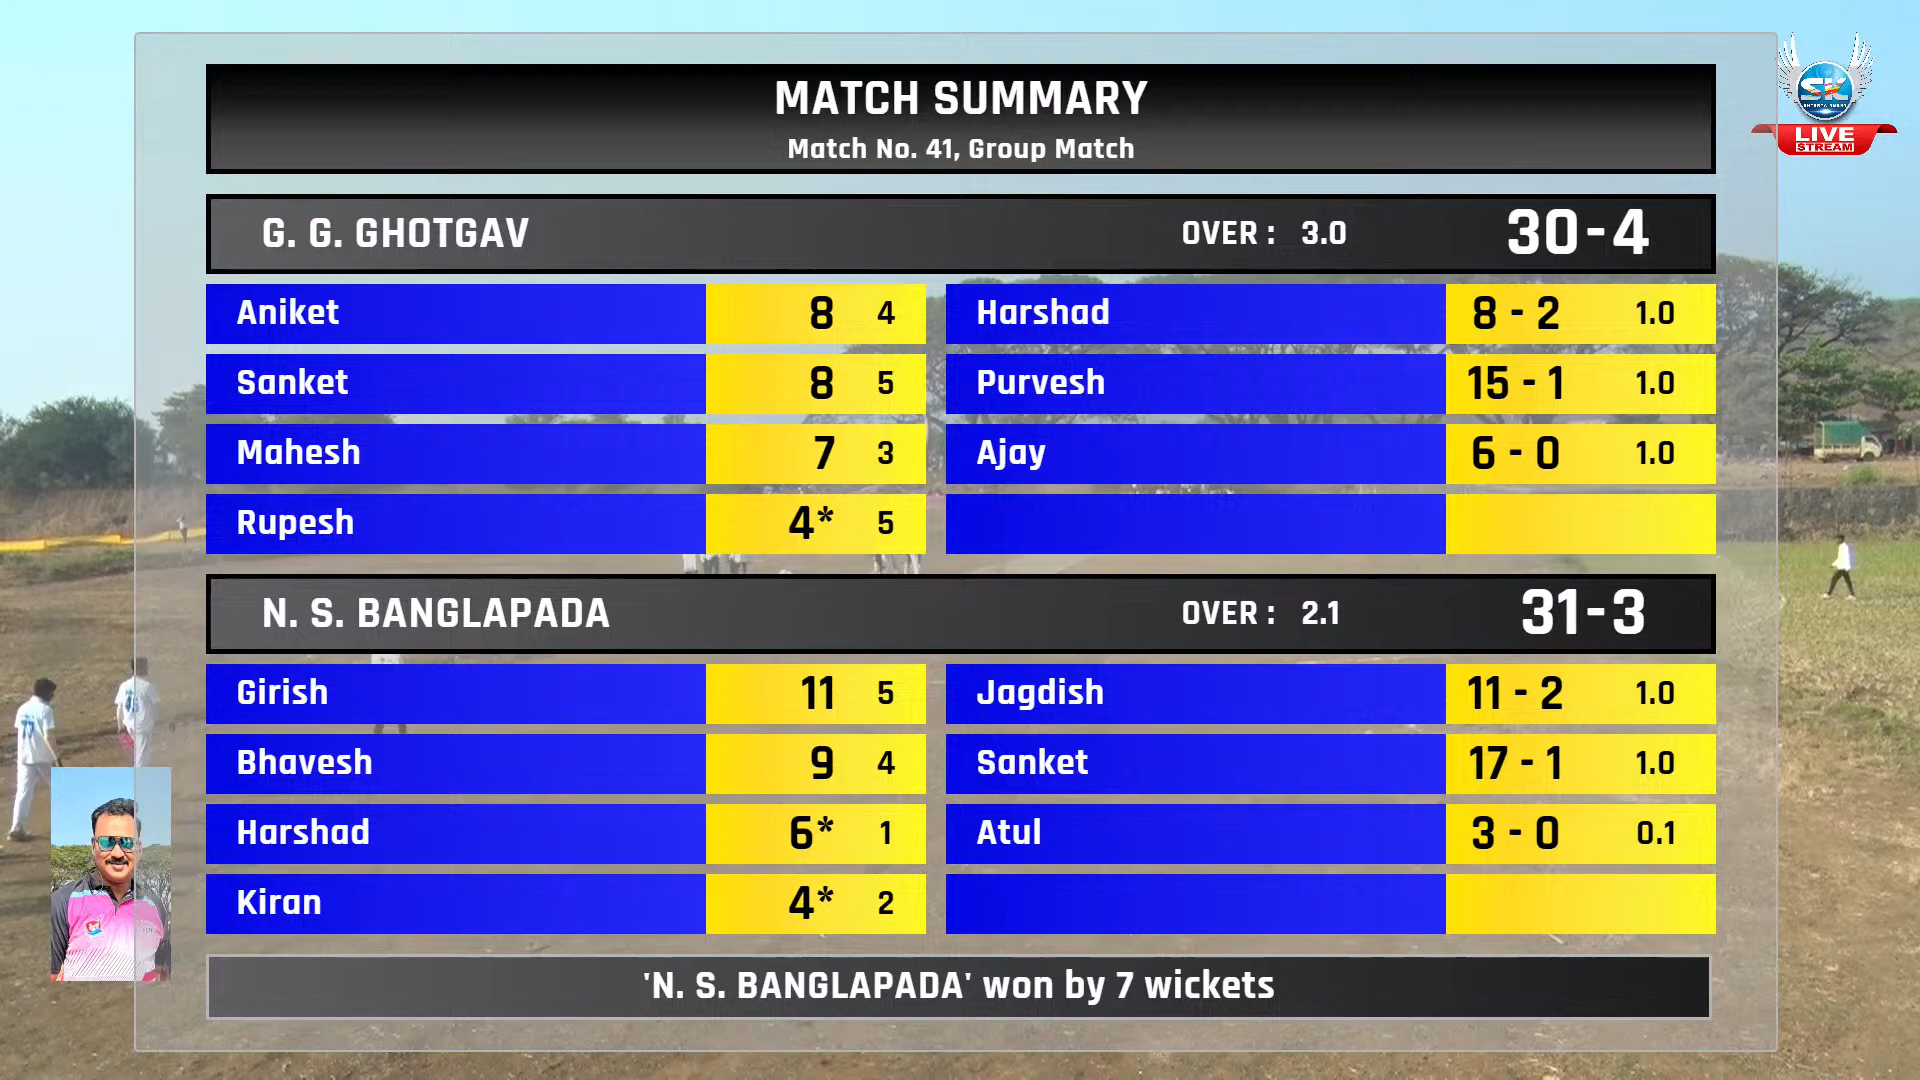 MATCH SUMMARY
Match No. 41, Group Match
G. G. GHOTGAV OVER : 3.0 30-4
Aniket 8 4 Harshad 8 - 2 1.0
Sanket 8 5 Purvesh 15 - 1 1.0
Mahesh 7 3 Ajay 6 - 0 1.0
Rupesh 4* 5
N. S. BANGLAPADA OVER : 2.1 31-3
Girish 11 5 Jagdish 11 - 2 1.0
Bhavesh 9 4 Sanket 17 - 1 1.0
Harshad 6* 1 Atul 3 - 0 0.1
Kiran 4* 2
'N. S. BANGLAPADA' won by 7 wickets
SK
ENTERTAINMENT
LIVE
STREAM